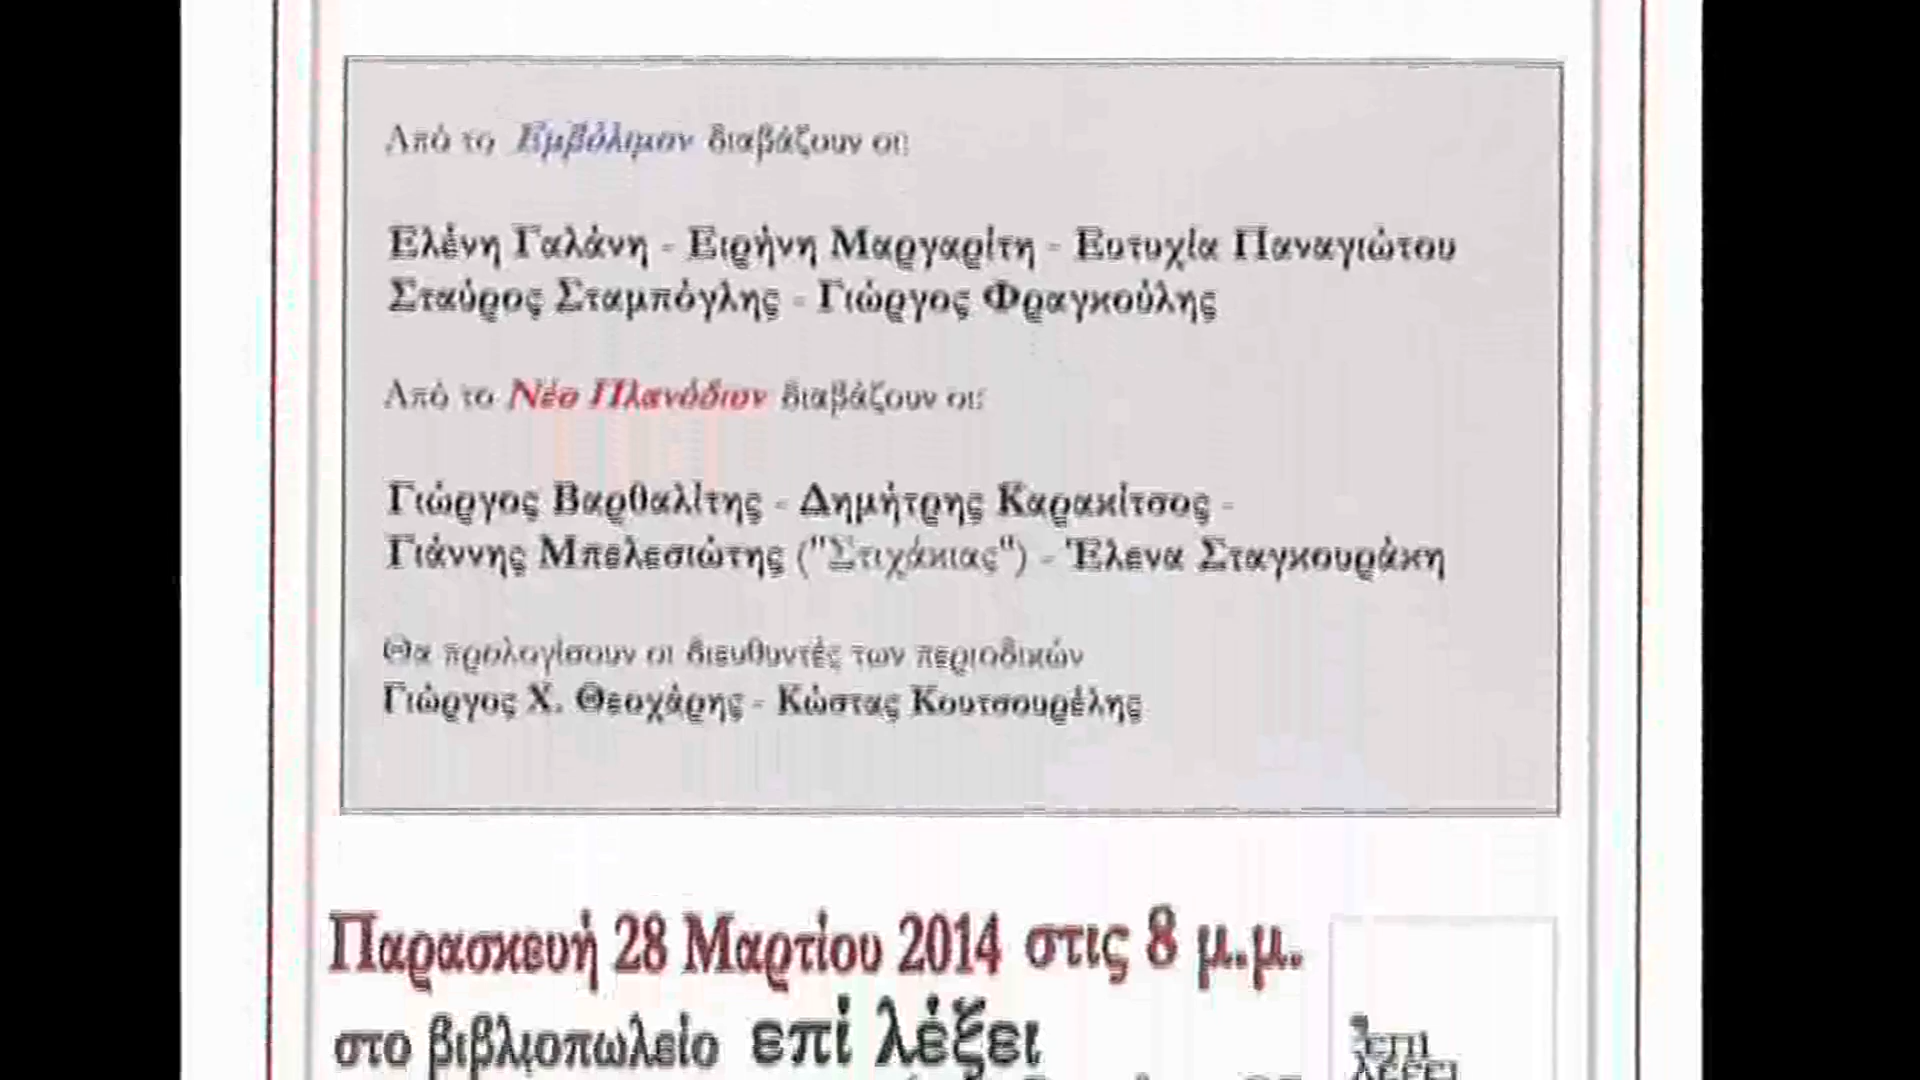 Από το Εμβόλιμον διαβάζουν οι:
Ελένη Γαλάνη - Ειρήνη Μαργαρίτη - Ευτυχία Παναγιώτου
Σταύρος Σταμπόγλης - Γιώργος Φραγκούλης
Από το Νέο Πλανόδιον διαβάζουν οι:
Γιώργος Βαρθαλίτης - Δημήτρης Καρακίτσος -
Γιάννης Μπελεσιώτης ("Στιχάκιας") - Έλενα Σταγκουράκη
Θα προλογίσουν οι διευθυντές των περιοδικών
Γιώργος Χ. Θεοχάρης - Κώστας Κουτσουρέλης
Παρασκευή 28 Μαρτίου 2014 στις 8 μ.μ.
στο βιβλιοπωλείο επί λέξει
ἐπι
λέξει